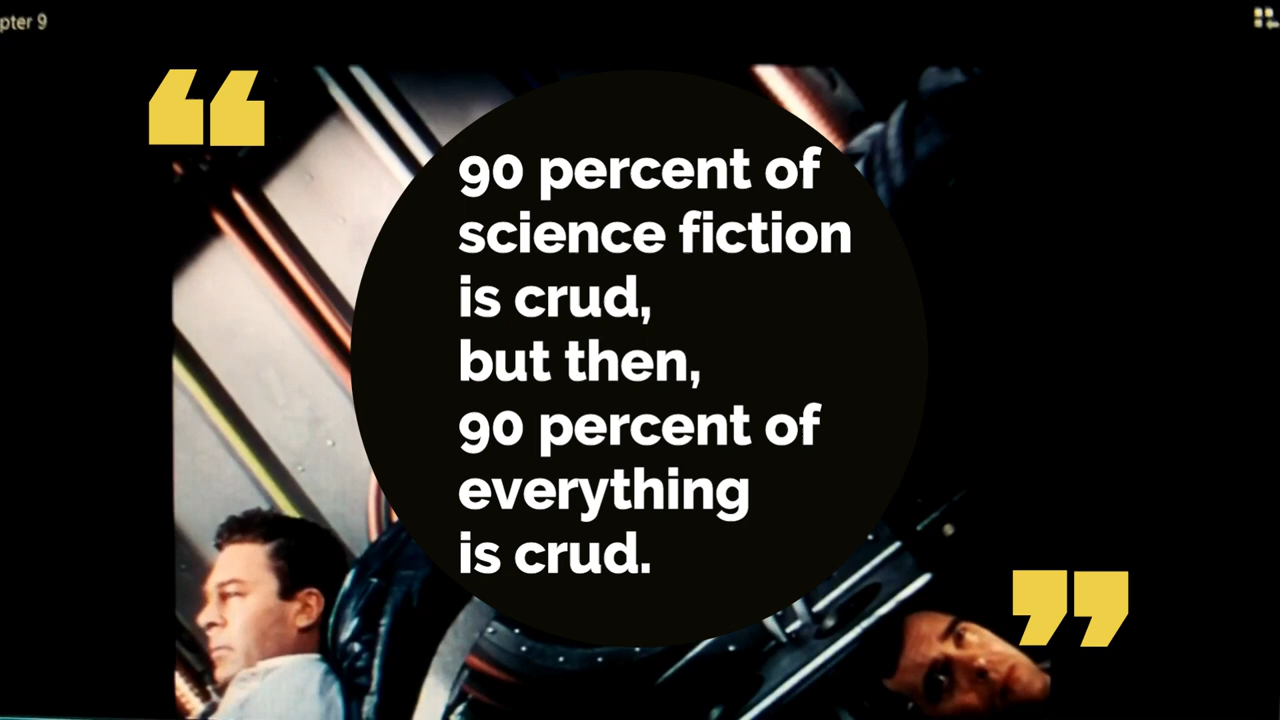 pter 9
“
90 percent of
science fiction
is crud,
but then,
90 percent of
everything
is crud.
”